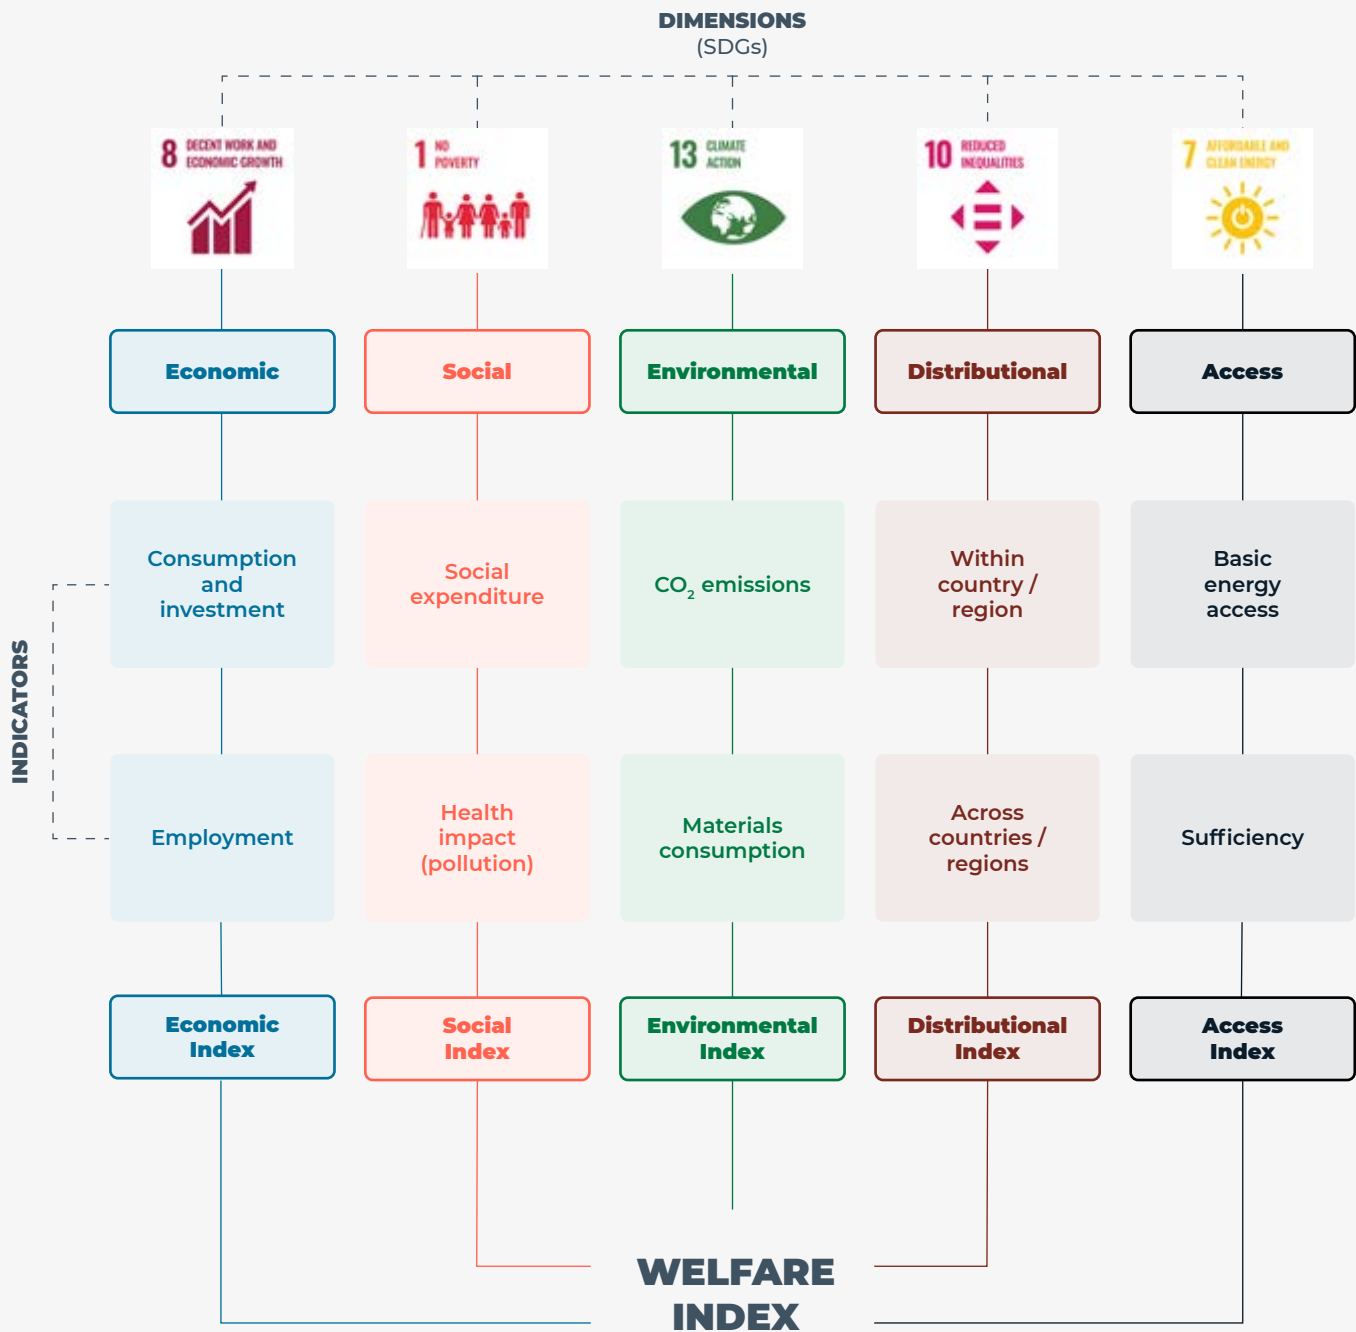 DIMENSIONS
(SDGs)
8 DECENT WORK AND
ECONOMIC GROWTH
1 NO
POVERTY
13 CLIMATE
ACTION
10 REDUCED
INEQUALITIES
7 AFFORDABLE AND
CLEAN ENERGY
Economic
Social
Environmental
Distributional
Access
INDICATORS
Consumption
and
investment
Social
expenditure
CO₂ emissions
Within
country /
region
Basic
energy
access
Employment
Health
impact
(pollution)
Materials
consumption
Across
countries /
regions
Sufficiency
Economic
Index
Social
Index
Environmental
Index
Distributional
Index
Access
Index
WELFARE
INDEX